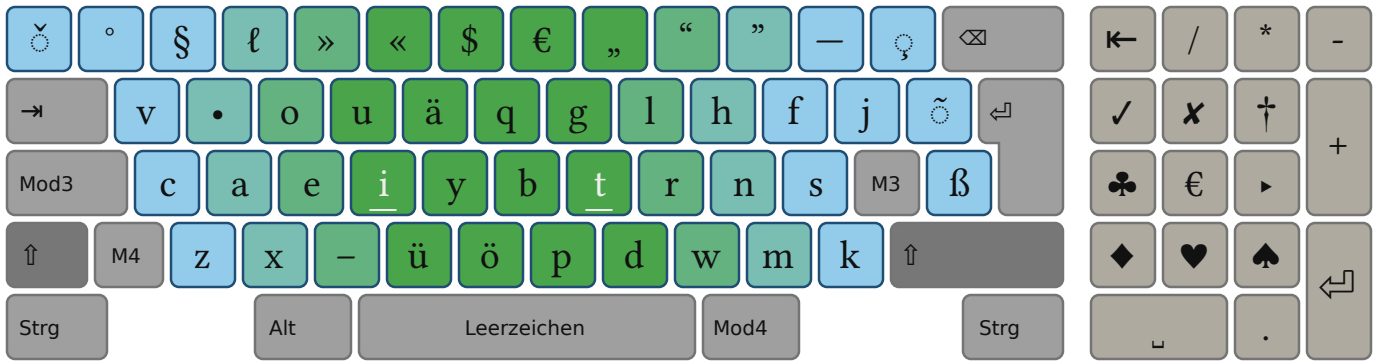 ◌̌ ° § ℓ » « $ € „ “ ” — ◌̧ ⌫ ⇤ / * -
⇥ v • o u ä q g l h f j ◌̃ ⏎ ✓ ✘ † +
Mod3 c a e i y b t r n s M3 ß ♣ € ‣
⇧ M4 z x – ü ö p d w m k ⇧ ♦ ♥ ♠ ⏎
Strg Alt Leerzeichen Mod4 Strg ␣ .